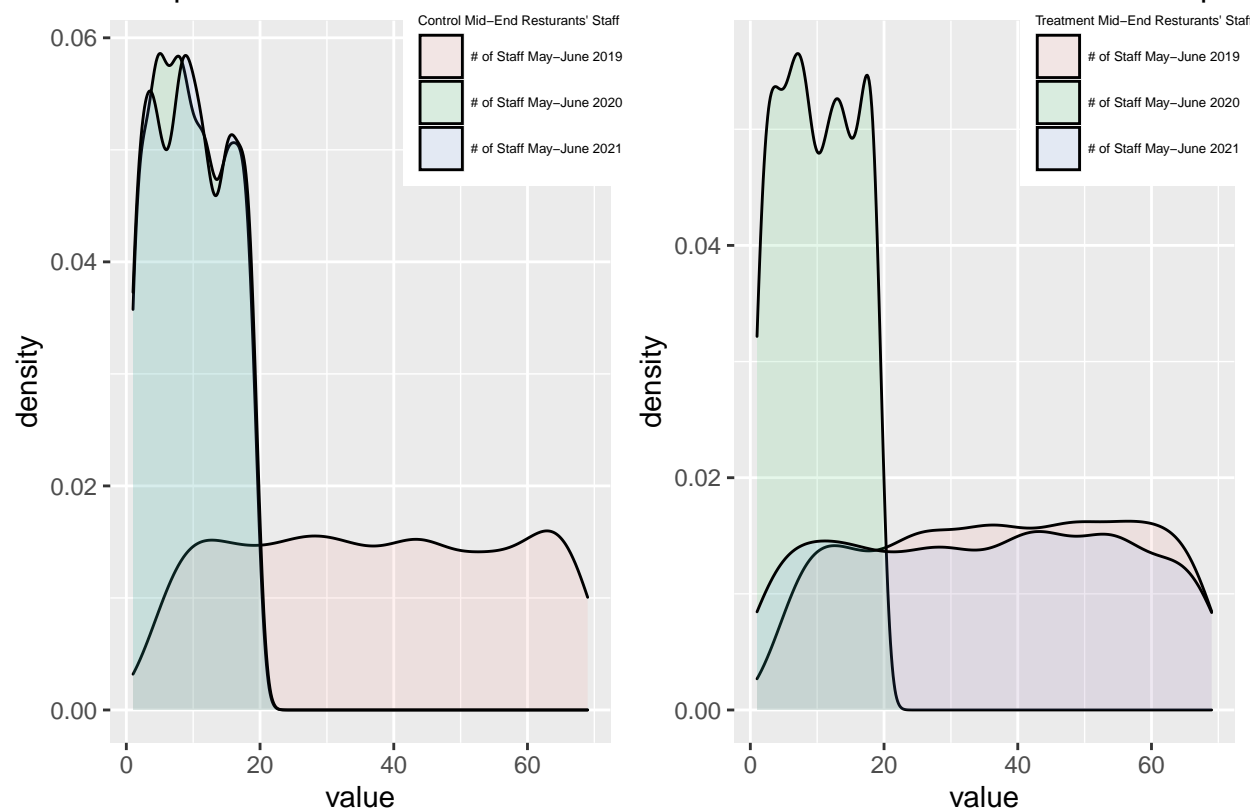 Control Mid−End Resturants' Staff
# of Staff May−June 2019
# of Staff May−June 2020
# of Staff May−June 2021
0.06
0.04
0.02
0.00
density
0 20 40 60
value
Treatment Mid−End Resturants'
# of Staff May−June 2019
# of Staff May−June 2020
# of Staff May−June 2021
0.04
0.02
0.00
density
0 20 40 60
value